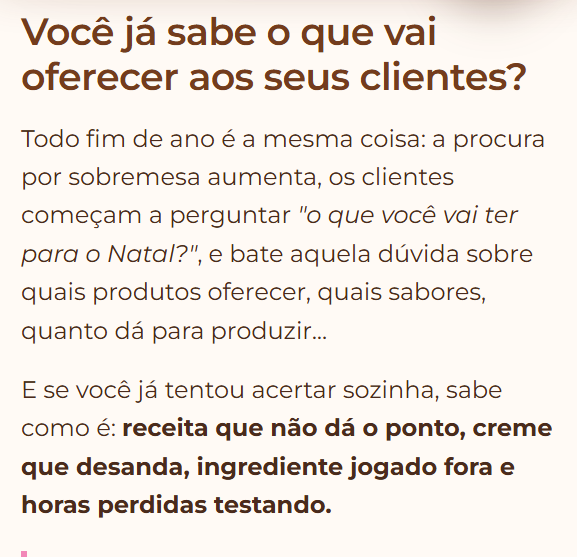 Você já sabe o que vai
oferecer aos seus clientes?
Todo fim de ano é a mesma coisa: a procura
por sobremesa aumenta, os clientes
começam a perguntar "o que você vai ter
para o Natal?", e bate aquela dúvida sobre
quais produtos oferecer, quais sabores,
quanto dá para produzir...
E se você já tentou acertar sozinha, sabe
como é: receita que não dá o ponto, creme
que desanda, ingrediente jogado fora e
horas perdidas testando.